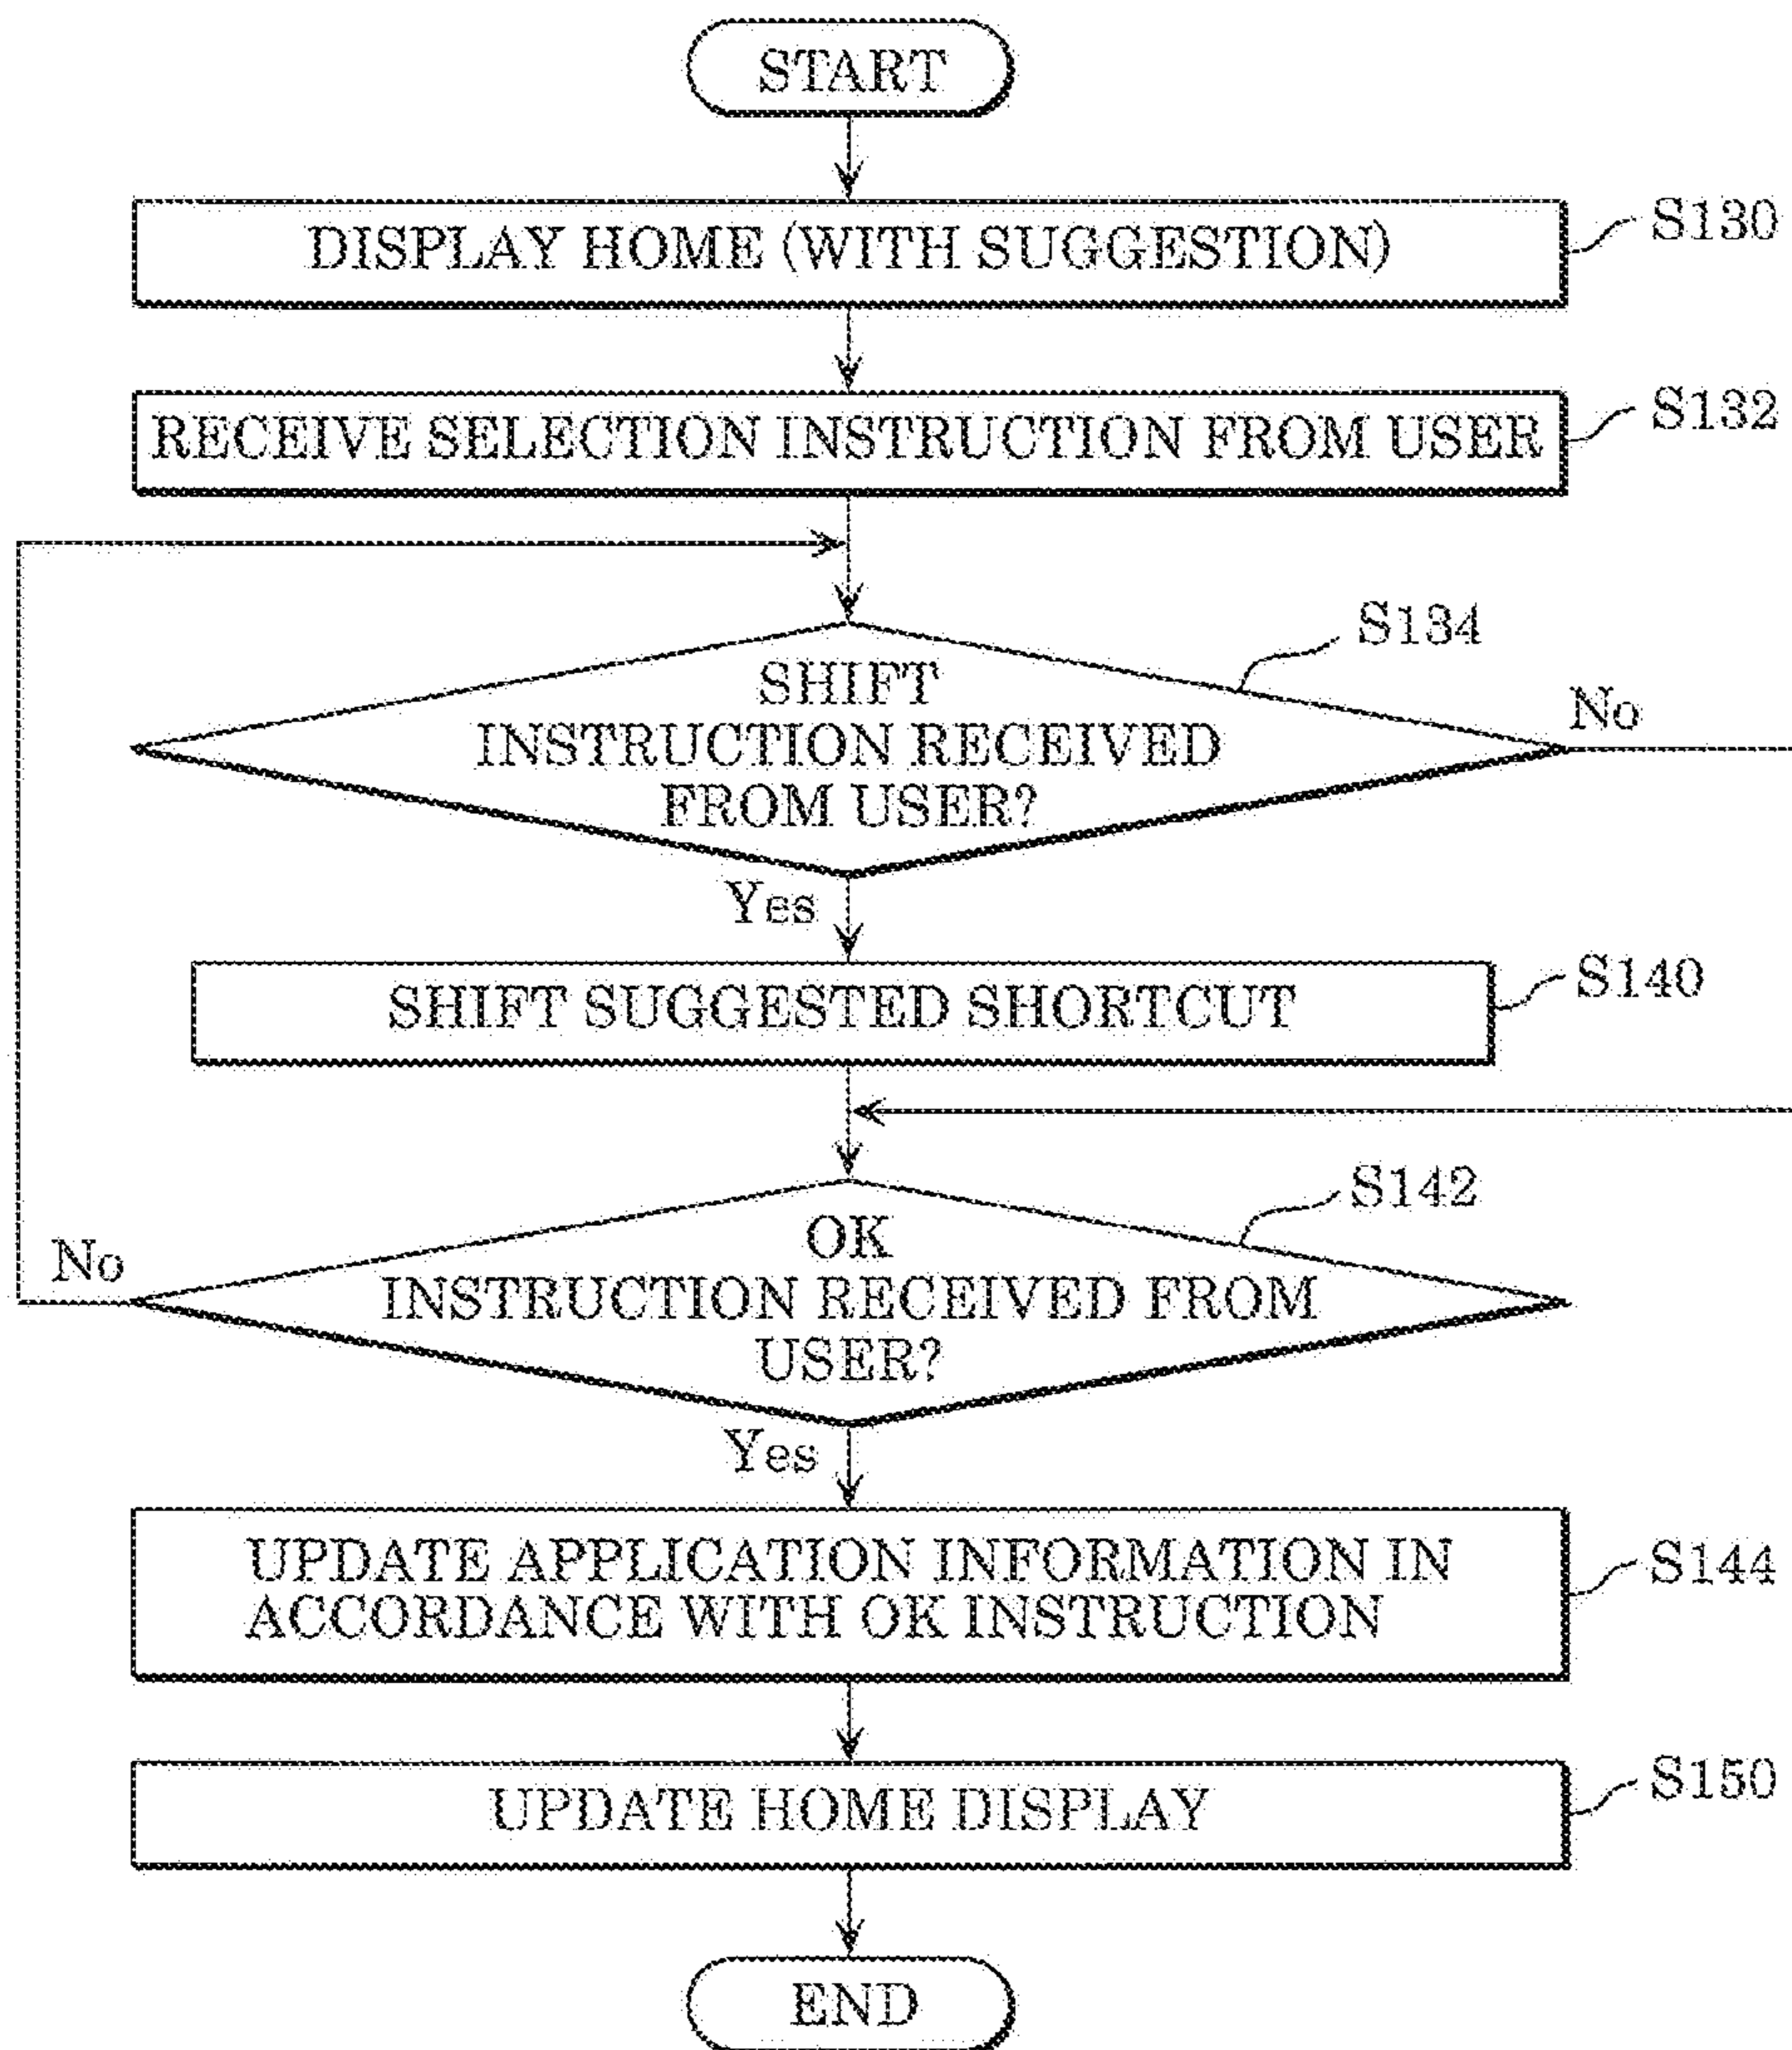 START
DISPLAY HOME (WITH SUGGESTION)
S130
RECEIVE SELECTION INSTRUCTION FROM USER
S132
S134
SHIFT
INSTRUCTION RECEIVED
FROM USER?
No
Yes
SHIFT SUGGESTED SHORTCUT
S140
S142
OK
INSTRUCTION RECEIVED FROM
USER?
No
Yes
UPDATE APPLICATION INFORMATION IN
ACCORDANCE WITH OK INSTRUCTION
S144
UPDATE HOME DISPLAY
S150
END